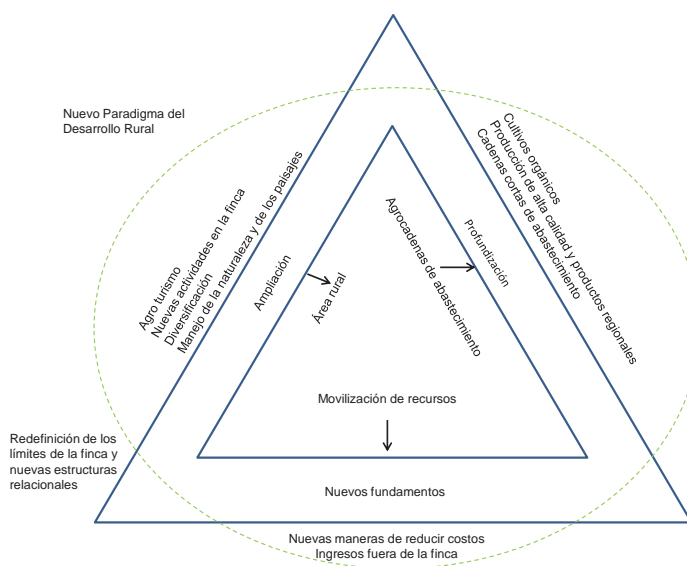 Nuevo Paradigma del
Desarrollo Rural
Agro turismo
Nuevas actividades en la finca
Diversificación
Manejo de la naturaleza y de los paisajes
Ampliación
Área rural
Agrocadenas de abastecimiento
Profundización
Cultivos orgánicos
Producción de alta calidad y productos regionales
Cadenas cortas de abastecimiento
Movilización de recursos
Redefinición de los
límites de la finca y
nuevas estructuras
relacionales
Nuevos fundamentos
Nuevas maneras de reducir costos
Ingresos fuera de la finca